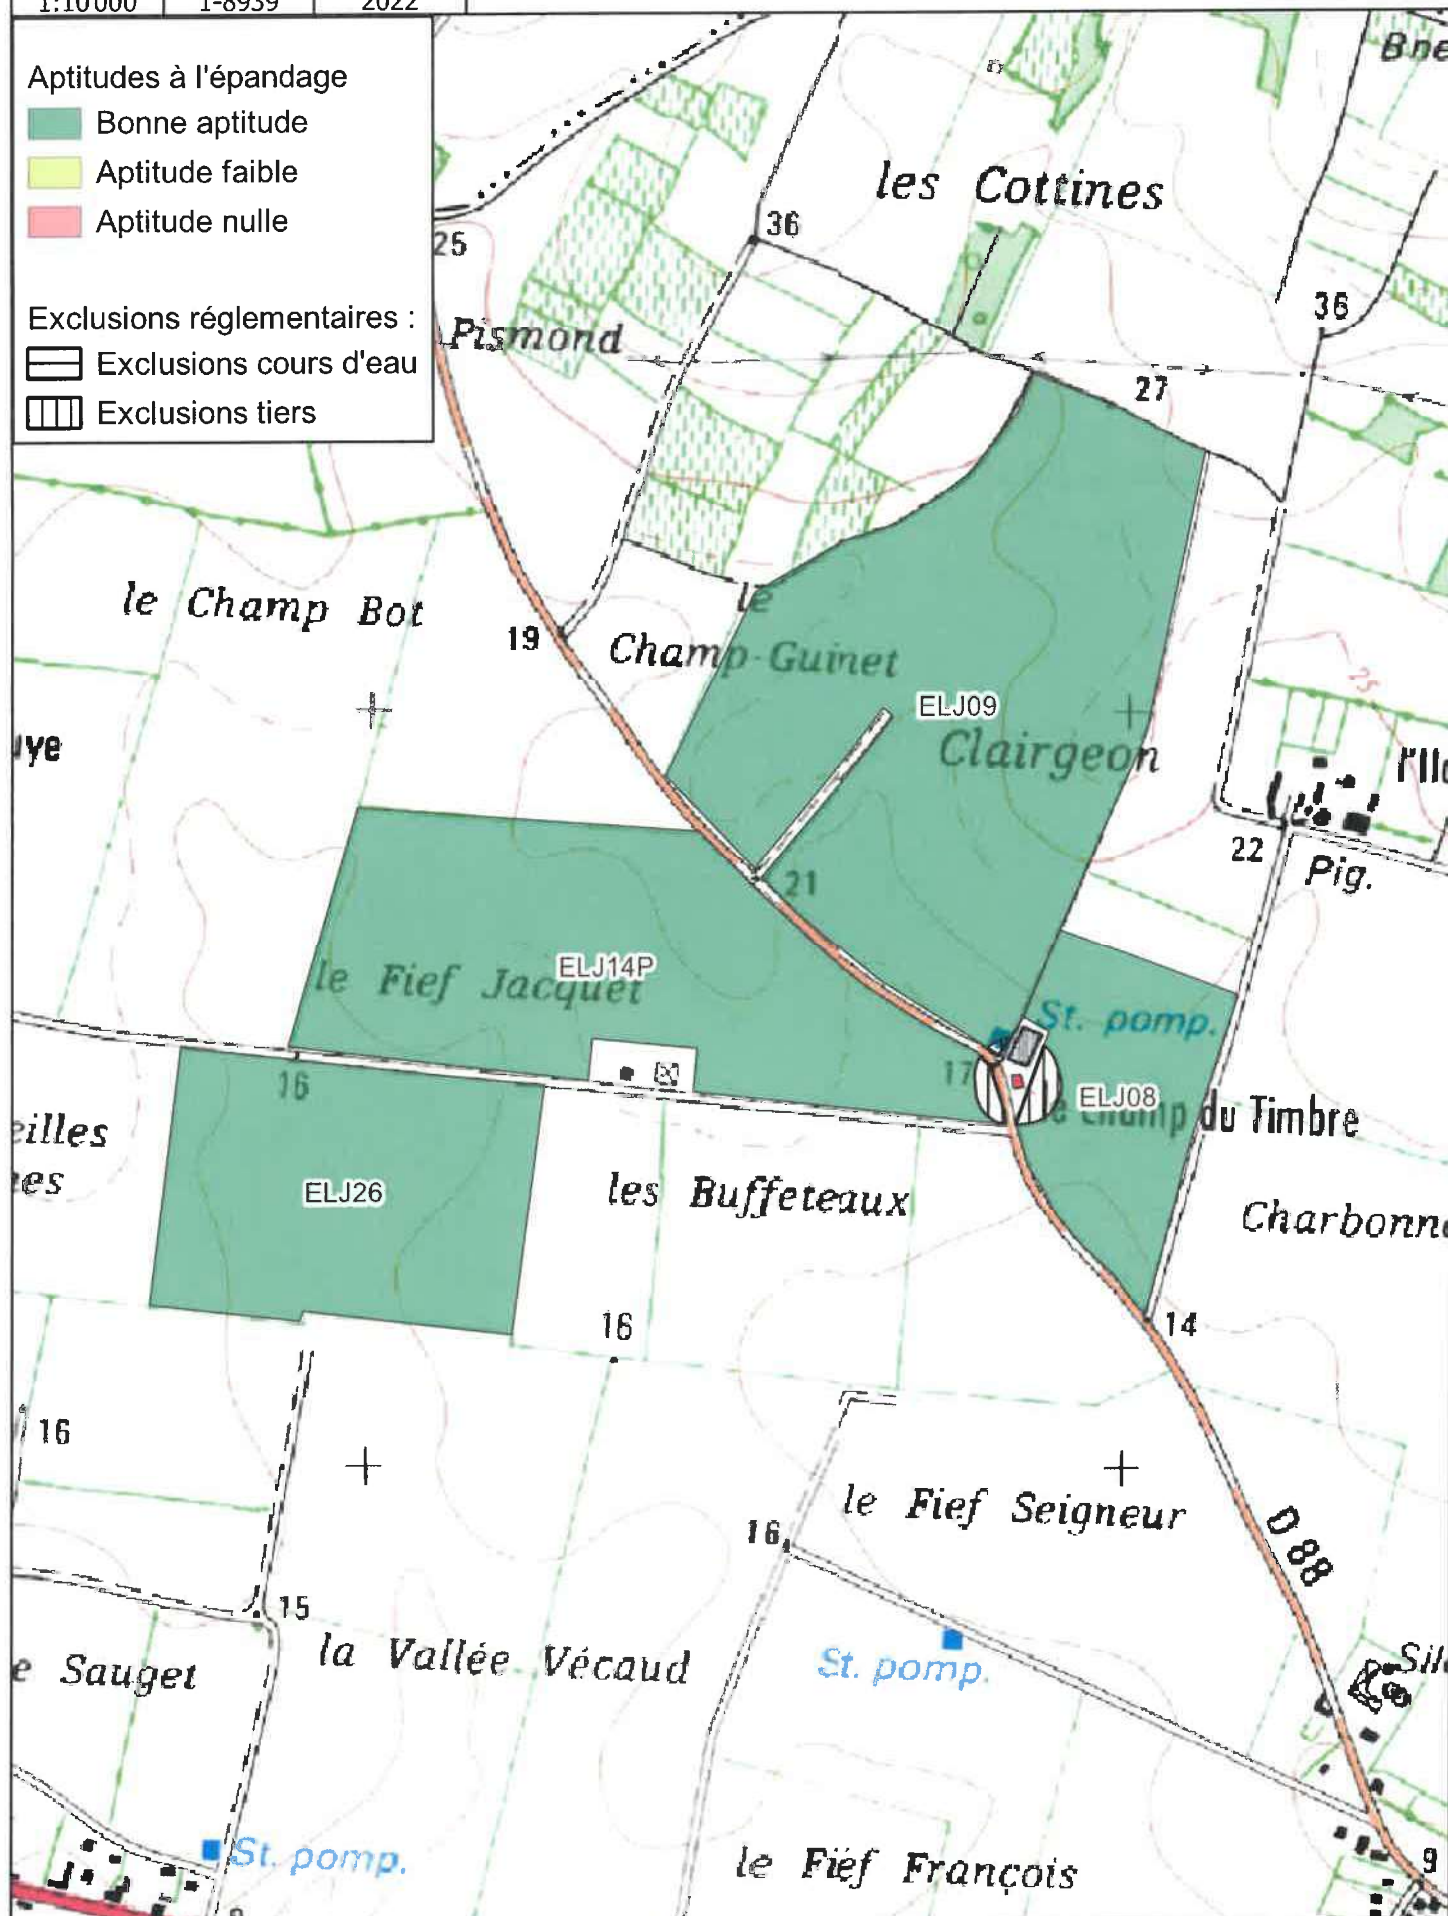 1:10 000 1-8939 2022
Aptitudes à l'épandage
Bonne aptitude
Aptitude faible
Aptitude nulle
Exclusions réglementaires :
Exclusions cours d'eau
Exclusions tiers
les Cottines
36
25
36
Pismond
27
le Champ Bot
19
le
Champ-Guinet
25
ELJ09
Clairgeon
22
Pig.
21
ELJ14P
le Fief Jacquet
St. pomp.
17
16
ELJ08
du Timbre
ELJ26
les Buffeteaux
16
14
16
le Fief Seigneur
D 88
16
15
la Vallée Vécaud
Sauget
St. pomp.
St. pomp.
le Fief François
9